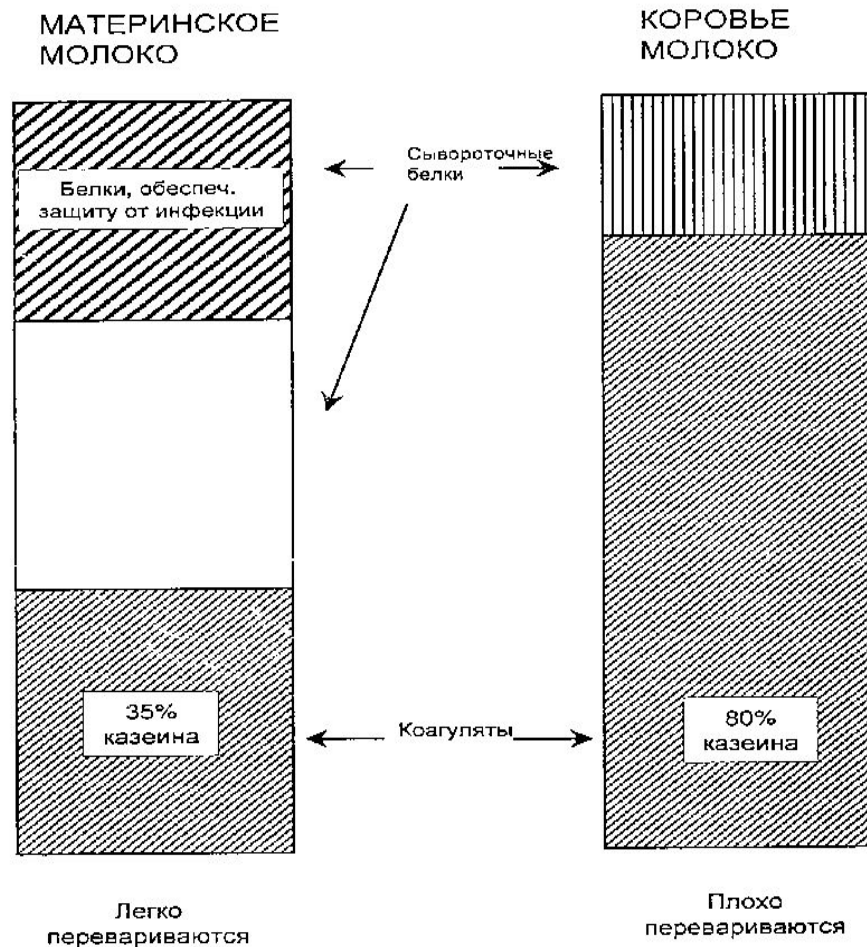 МАТЕРИНСКОЕ
МОЛОКО
КОРОВЬЕ
МОЛОКО
Белки, обеспеч.
защиту от инфекции
Сывороточные
белки
35%
казеина
Коагуляты
80%
казеина
Легко
перевариваются
Плохо
перевариваются